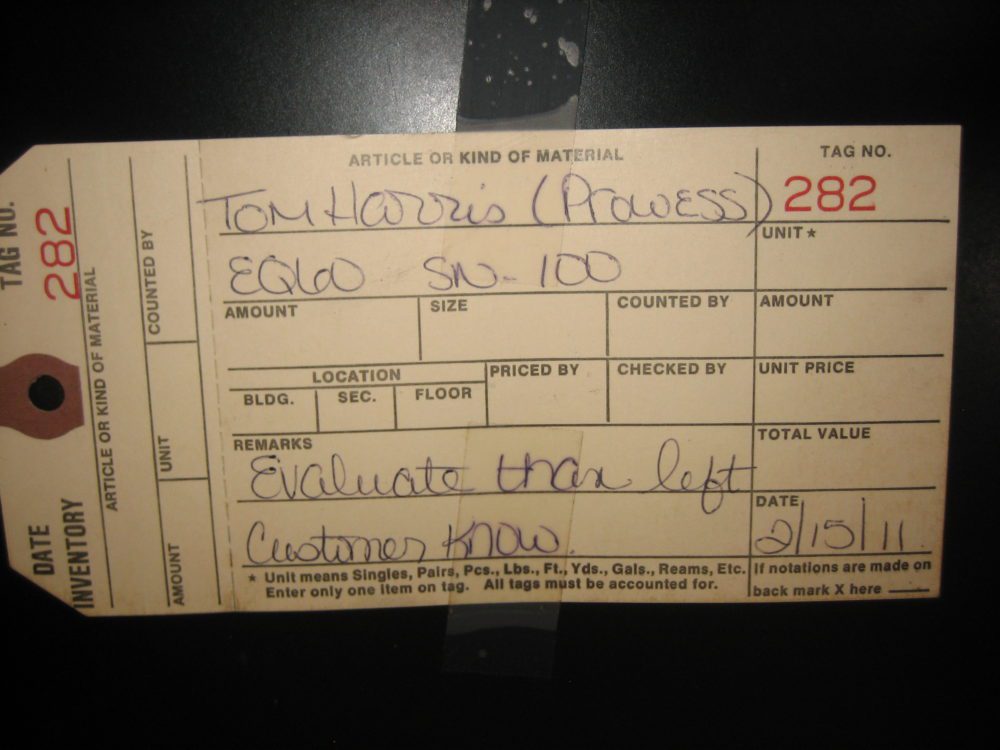 TAG NO.
282
ARTICLE OR KIND OF MATERIAL
COUNTED BY
UNIT
AMOUNT
DATE
INVENTORY
ARTICLE OR KIND OF MATERIAL
TAG NO.
Tom Harris (Prowess)
282
UNIT *
EQ60 SN-100
AMOUNT
SIZE
COUNTED BY
AMOUNT
LOCATION
PRICED BY
CHECKED BY
UNIT PRICE
BLDG.
SEC.
FLOOR
REMARKS
TOTAL VALUE
Evaluate than left
DATE
Customer know.
2/15/11
* Unit means Singles, Pairs, Pcs., Lbs., Ft., Yds., Gals., Reams, Etc.
Enter only one item on tag. All tags must be accounted for.
If notations are made on
back mark X here